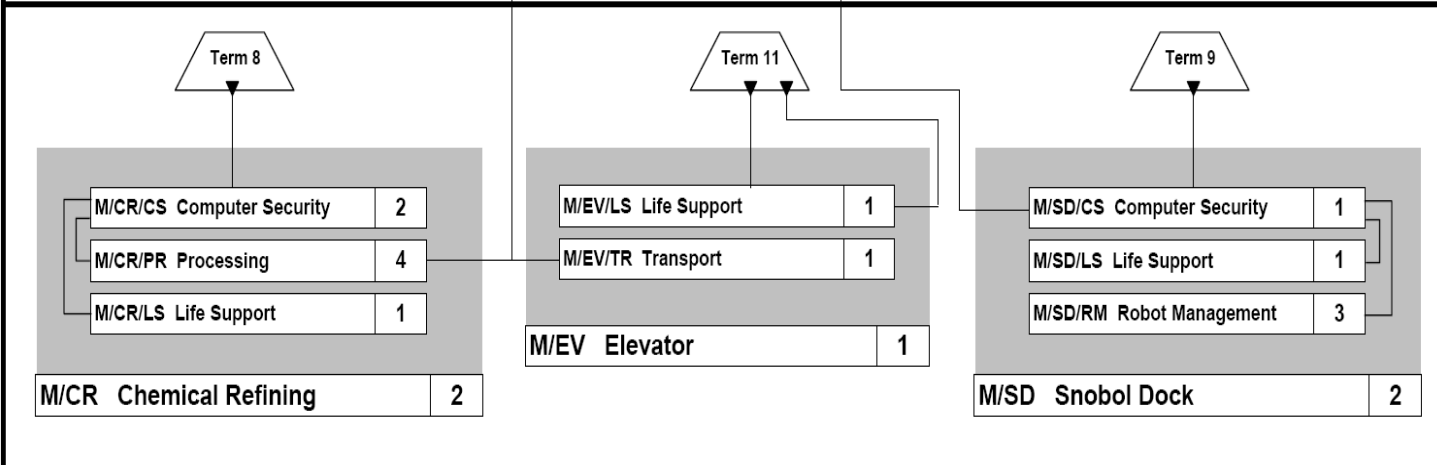 Term 8
M/CR/CS Computer Security 2
M/CR/PR Processing 4
M/CR/LS Life Support 1
M/CR Chemical Refining 2
Term 11
M/EV/LS Life Support 1
M/EV/TR Transport 1
M/EV Elevator 1
Term 9
M/SD/CS Computer Security 1
M/SD/LS Life Support 1
M/SD/RM Robot Management 3
M/SD Snobol Dock 2